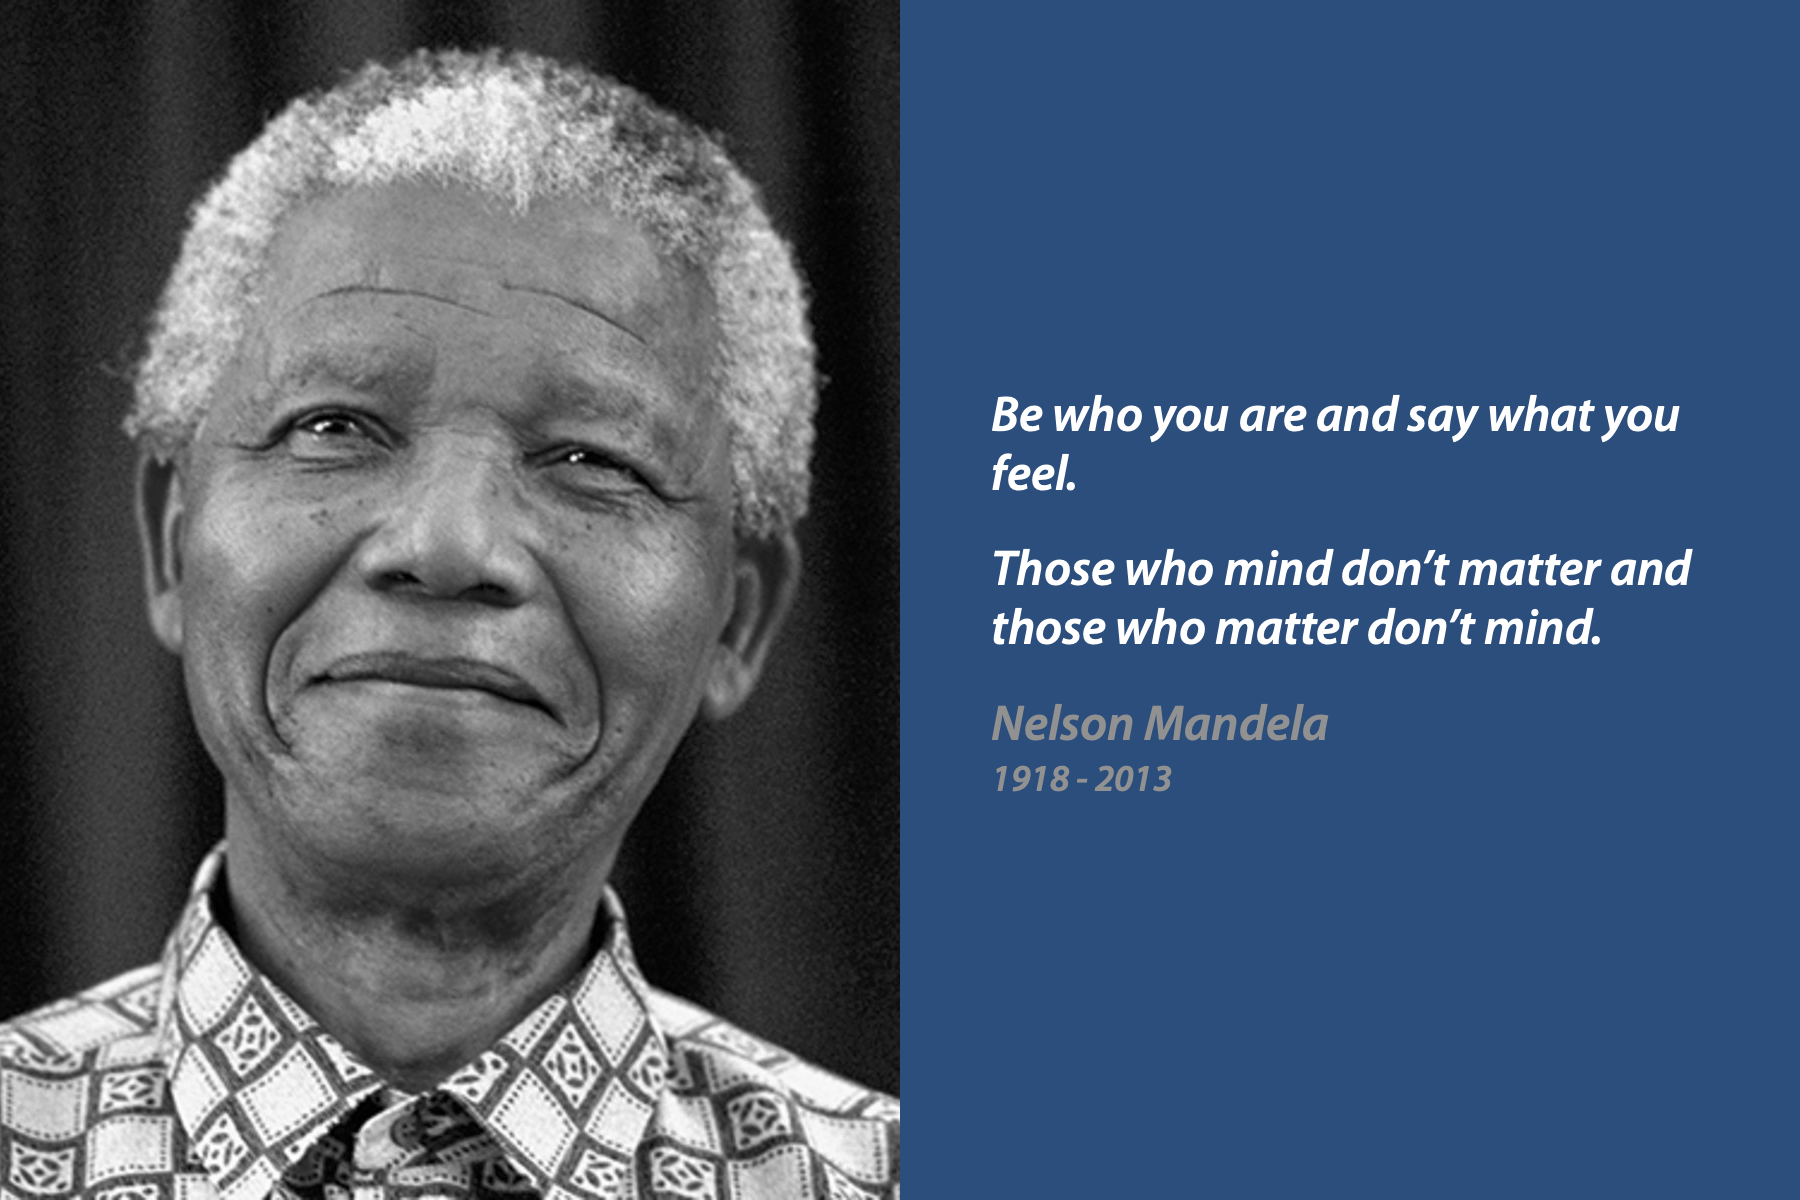 Be who you are and say what you
feel.
Those who mind don’t matter and
those who matter don’t mind.
Nelson Mandela
1918 - 2013